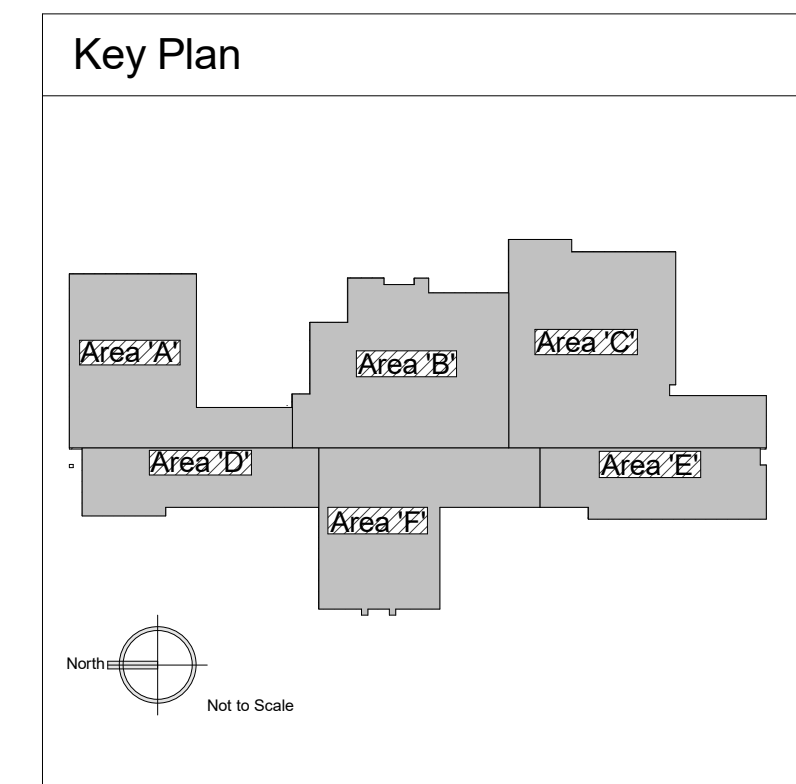 Key Plan
Area 'A'
Area 'B'
Area 'C'
Area 'D'
Area 'E'
Area 'F'
North
Not to Scale